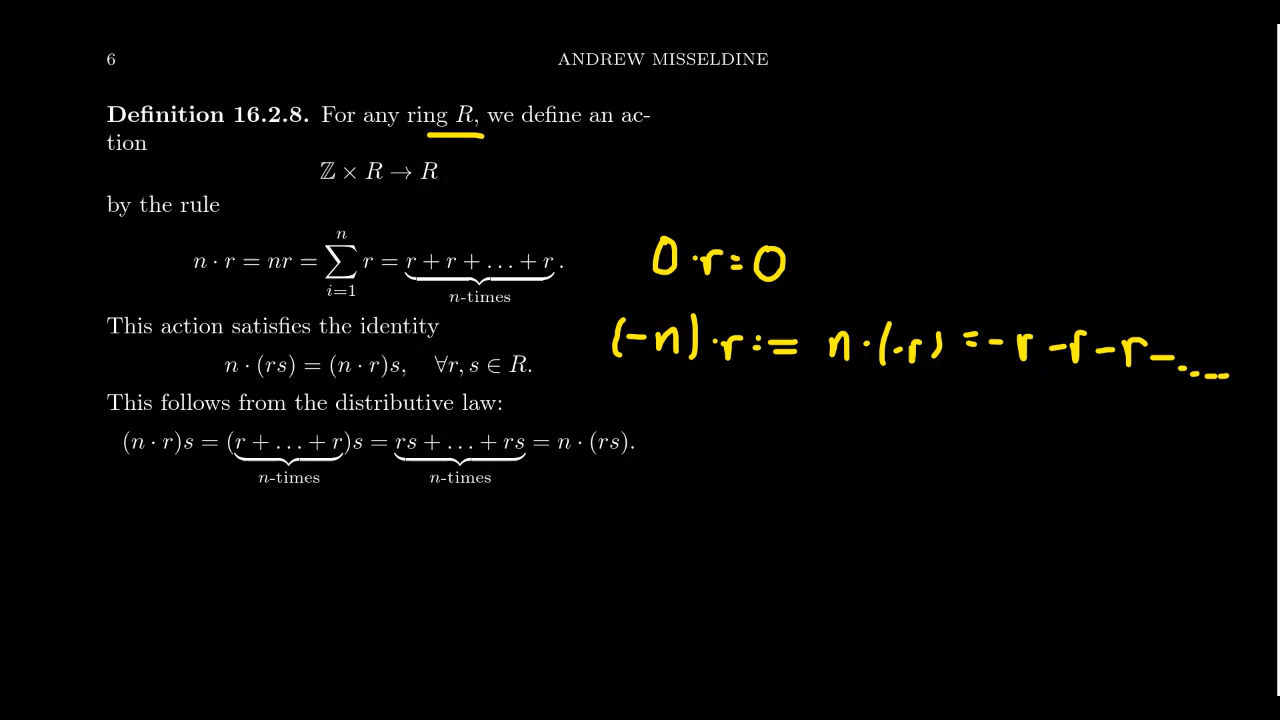 6 ANDREW MISSELDINE
Definition 16.2.8. For any ring R, we define an ac-
tion
ℤ × R → R
by the rule
n · r = nr = ∑_{i=1}^{n} r = r + r + … + r .
n-times
0 · r = 0
This action satisfies the identity
(-n) · r := n · (-r) = -r -r -r - ....
n · (rs) = (n · r)s, ∀r, s ∈ R.
This follows from the distributive law:
(n · r)s = (r + … + r)s = rs + … + rs = n · (rs).
n-times n-times